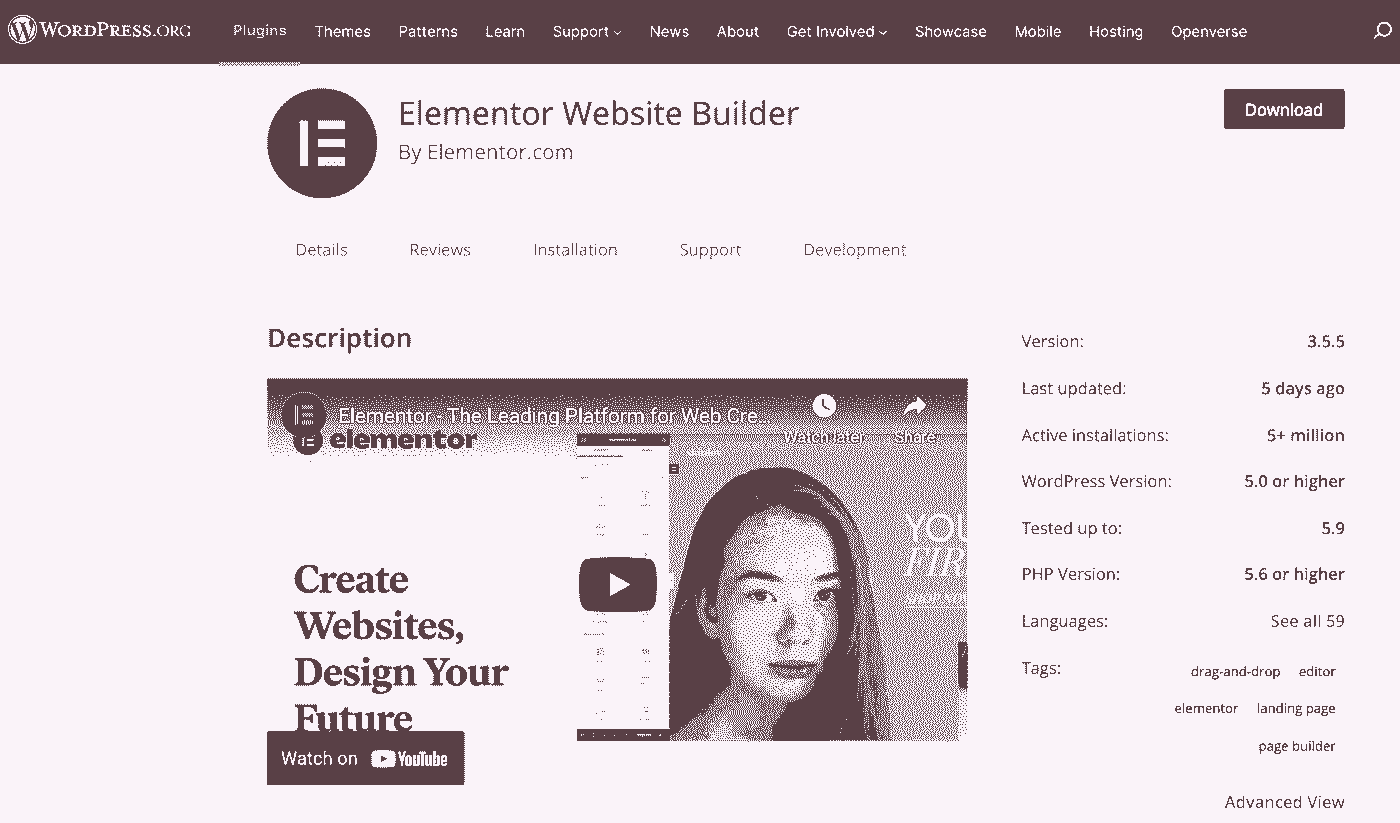 WORDPRESS.ORG Plugins Themes Patterns Learn Support News About Get Involved Showcase Mobile Hosting Openverse
Elementor Website Builder
By Elementor.com
Download
Details Reviews Installation Support Development
Description
Elementor - The Leading Platform for Web Cre...
elementor
Watch later Share
YOU
FIR
Create
Websites,
Design Your
Future
Watch on YouTube
Version: 3.5.5
Last updated: 5 days ago
Active installations: 5+ million
WordPress Version: 5.0 or higher
Tested up to: 5.9
PHP Version: 5.6 or higher
Languages: See all 59
Tags: drag-and-drop editor
elementor landing page
page builder
Advanced View